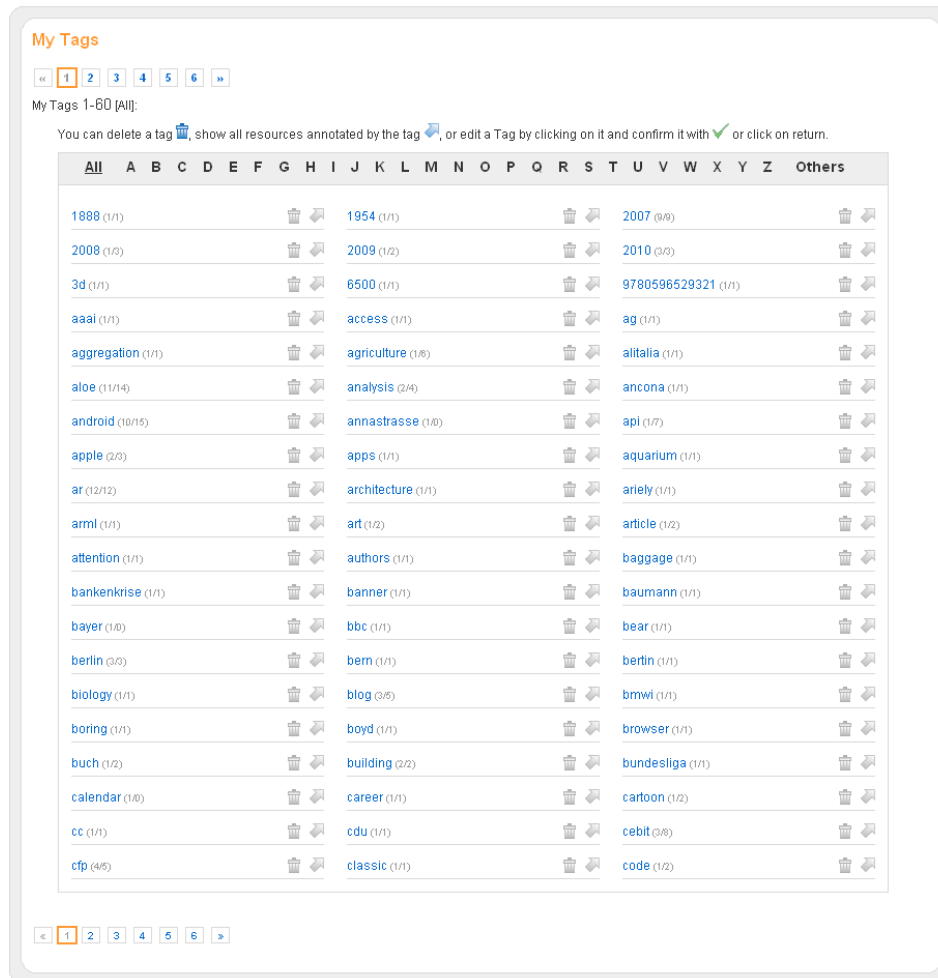 My Tags
« 1 2 3 4 5 6 »
My Tags 1-60 [All]:
You can delete a tag , show all resources annotated by the tag , or edit a Tag by clicking on it and confirm it with or click on return.
All A B C D E F G H I J K L M N O P Q R S T U V W X Y Z Others
1888 (1/1) 1954 (1/1) 2007 (9/9)
2008 (1/3) 2009 (1/2) 2010 (3/3)
3d (1/1) 6500 (1/1) 9780596529321 (1/1)
aaai (1/1) access (1/1) ag (1/1)
aggregation (1/1) agriculture (1/6) alitalia (1/1)
aloe (11/14) analysis (2/4) ancona (1/1)
android (10/15) annastrasse (1/0) api (1/7)
apple (2/3) apps (1/1) aquarium (1/1)
ar (12/12) architecture (1/1) ariely (1/1)
arml (1/1) art (1/2) article (1/2)
attention (1/1) authors (1/1) baggage (1/1)
bankenkrise (1/1) banner (1/1) baumann (1/1)
bayer (1/0) bbc (1/1) bear (1/1)
berlin (3/3) bern (1/1) bertin (1/1)
biology (1/1) blog (3/5) bmwi (1/1)
boring (1/1) boyd (1/1) browser (1/1)
buch (1/2) building (2/2) bundesliga (1/1)
calendar (1/0) career (1/1) cartoon (1/2)
cc (1/1) cdu (1/1) cebit (3/8)
cfp (4/5) classic (1/1) code (1/2)
« 1 2 3 4 5 6 »